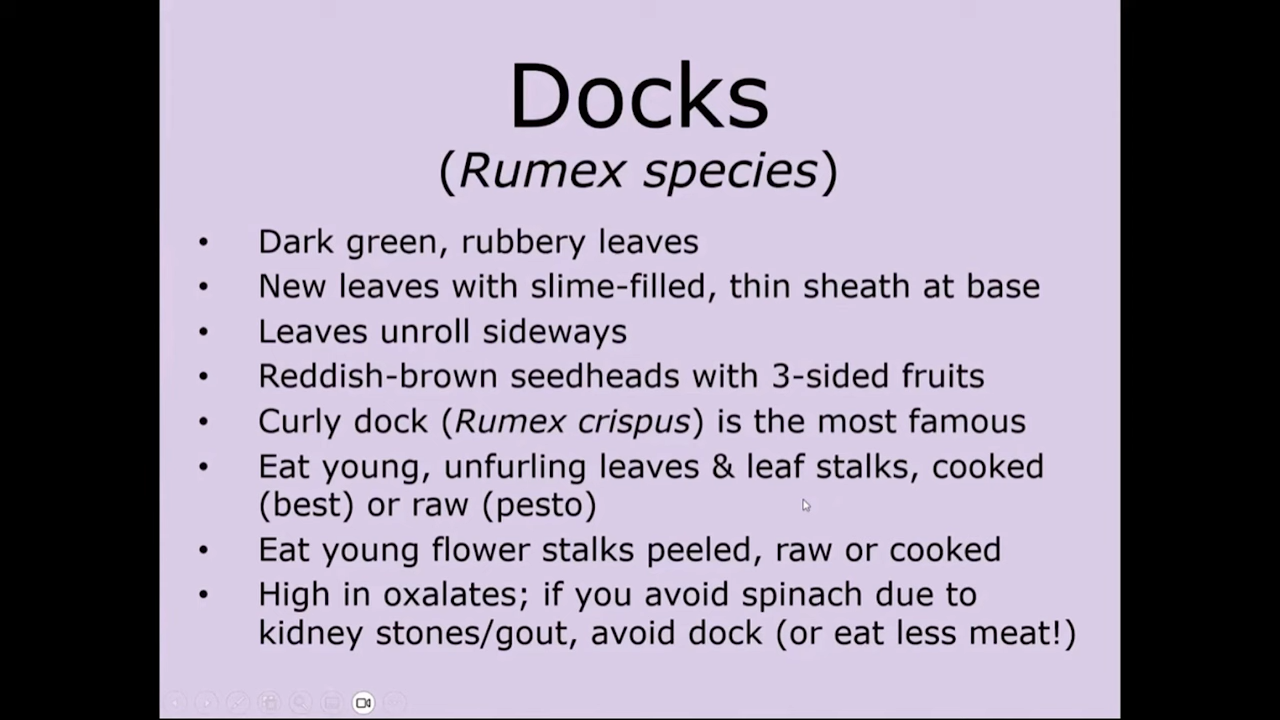 Docks
(Rumex species)
• Dark green, rubbery leaves
• New leaves with slime-filled, thin sheath at base
• Leaves unroll sideways
• Reddish-brown seedheads with 3-sided fruits
• Curly dock (Rumex crispus) is the most famous
• Eat young, unfurling leaves & leaf stalks, cooked
(best) or raw (pesto)
• Eat young flower stalks peeled, raw or cooked
• High in oxalates; if you avoid spinach due to
kidney stones/gout, avoid dock (or eat less meat!)